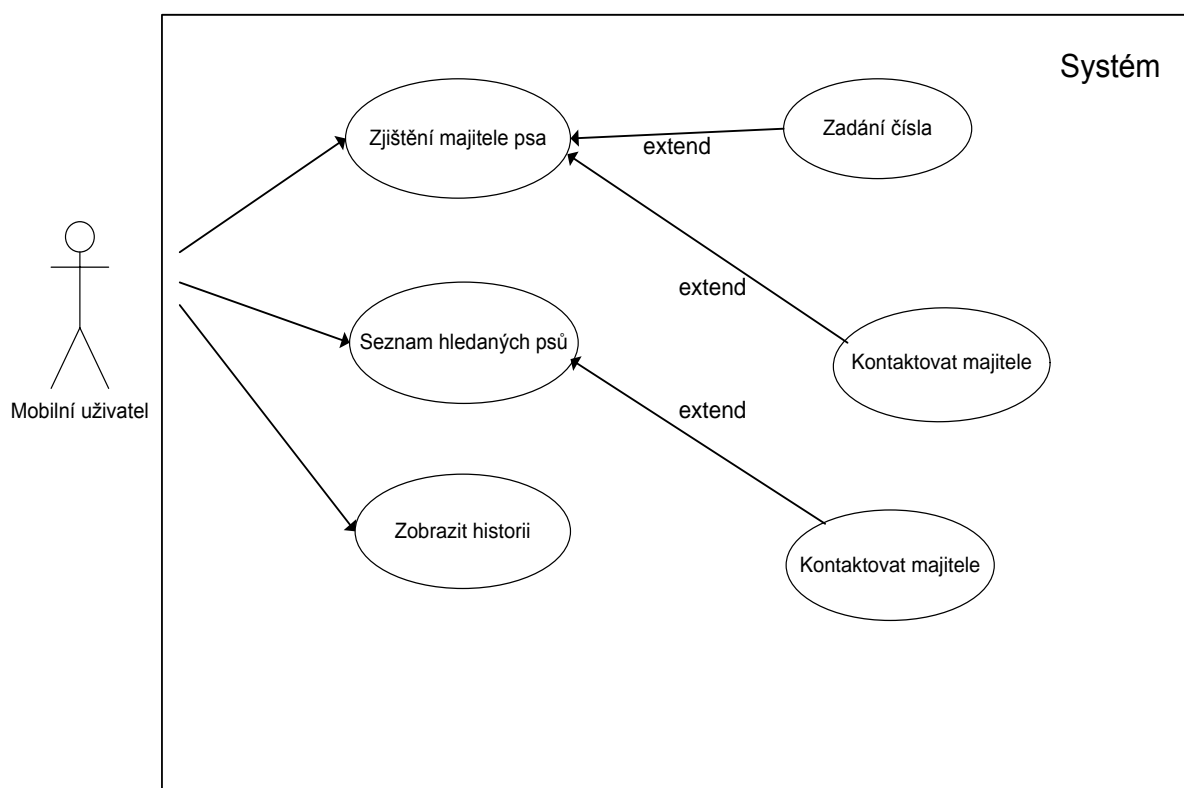 Systém
Zjištění majitele psa
Zadání čísla
extend
extend
Seznam hledaných psů
Kontaktovat majitele
Mobilní uživatel
extend
Zobrazit historii
Kontaktovat majitele